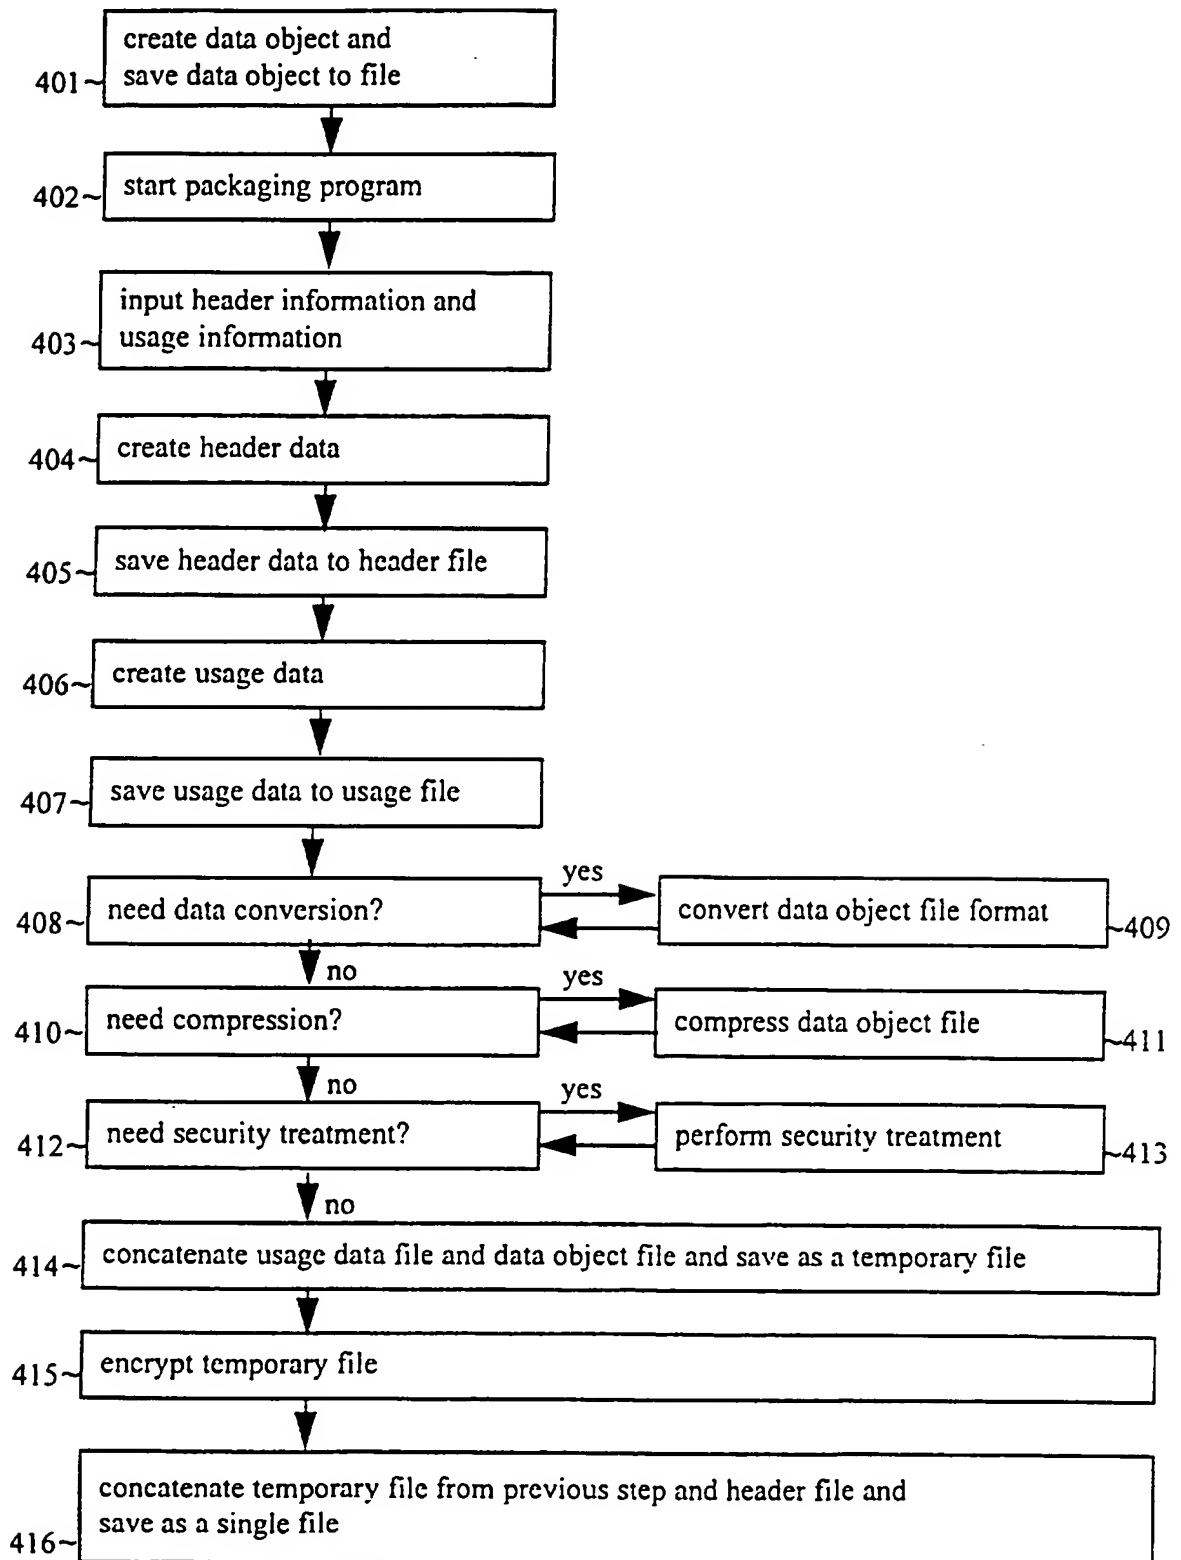 create data object and
save data object to file
401~
start packaging program
402~
input header information and
usage information
403~
create header data
404~
save header data to header file
405~
create usage data
406~
save usage data to usage file
407~
need data conversion?
408~
yes
convert data object file format
~409
no
need compression?
410~
yes
compress data object file
~411
no
need security treatment?
412~
yes
perform security treatment
~413
no
concatenate usage data file and data object file and save as a temporary file
414~
encrypt temporary file
415~
concatenate temporary file from previous step and header file and
save as a single file
416~